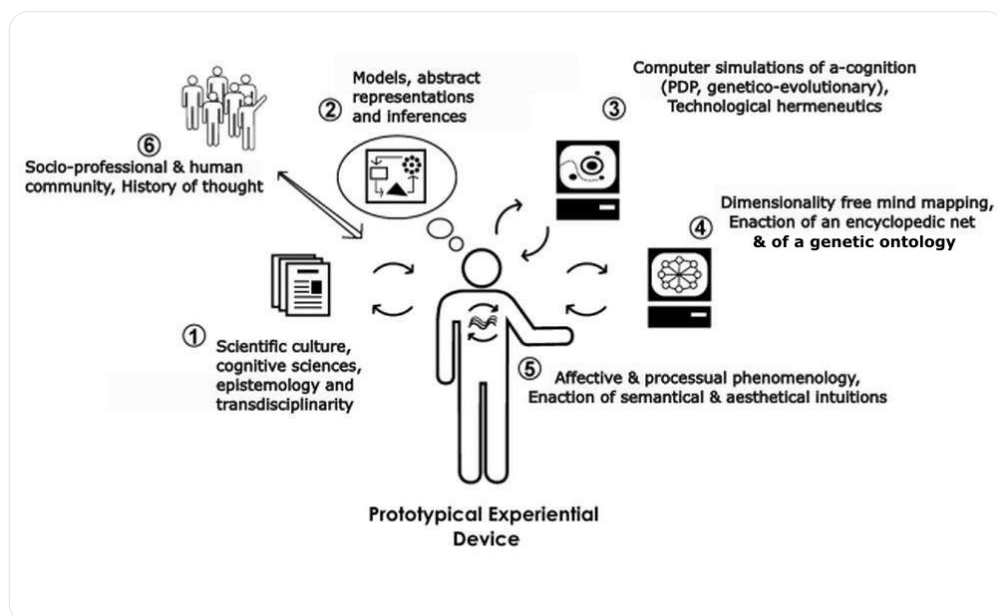 ①
Scientific culture,
cognitive sciences,
epistemology and
transdisciplinarity
②
Models, abstract
representations
and inferences
③
Computer simulations of a-cognition
(PDP, genetico-evolutionary),
Technological hermeneutics
④
Dimensionality free mind mapping,
Enaction of an encyclopedic net
& of a genetic ontology
⑤
Affective & processual phenomenology,
Enaction of semantical & aesthetical intuitions
⑥
Socio-professional & human
community, History of thought
Prototypical Experiential
Device